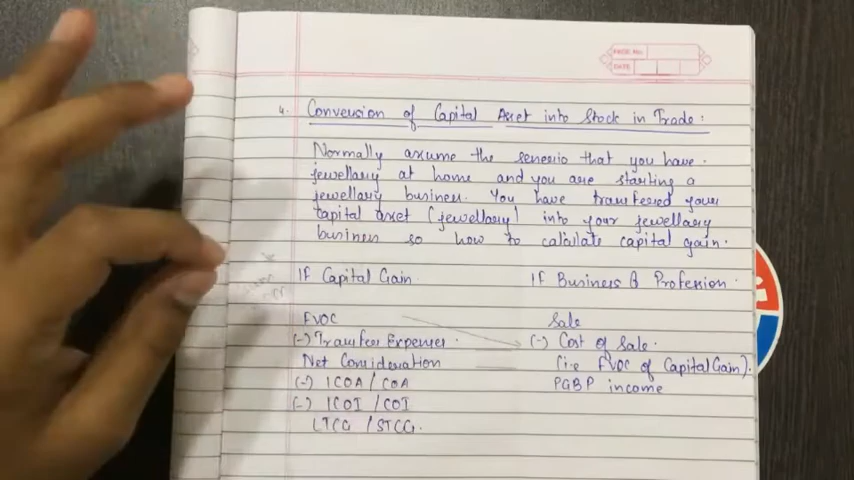 PAGE No.
DATE
4. Conversion of Capital Asset into Stock in Trade.
Normally assume the senerio that you have
jewellary at home and you are starting a
jewellary business. You have transfered your
Capital asset (jewellary) into your jewellary
business so how to calculate capital gain.
If Capital Gain If Business & Profession
FVOC Sale
(-) Transfer Expenses. (-) Cost of Sale.
Net Consideration (i.e FVOC of Capital Gain).
(-) ICOA / COA PGBP income
(-) ICOI / COI
LTCG / STCG.